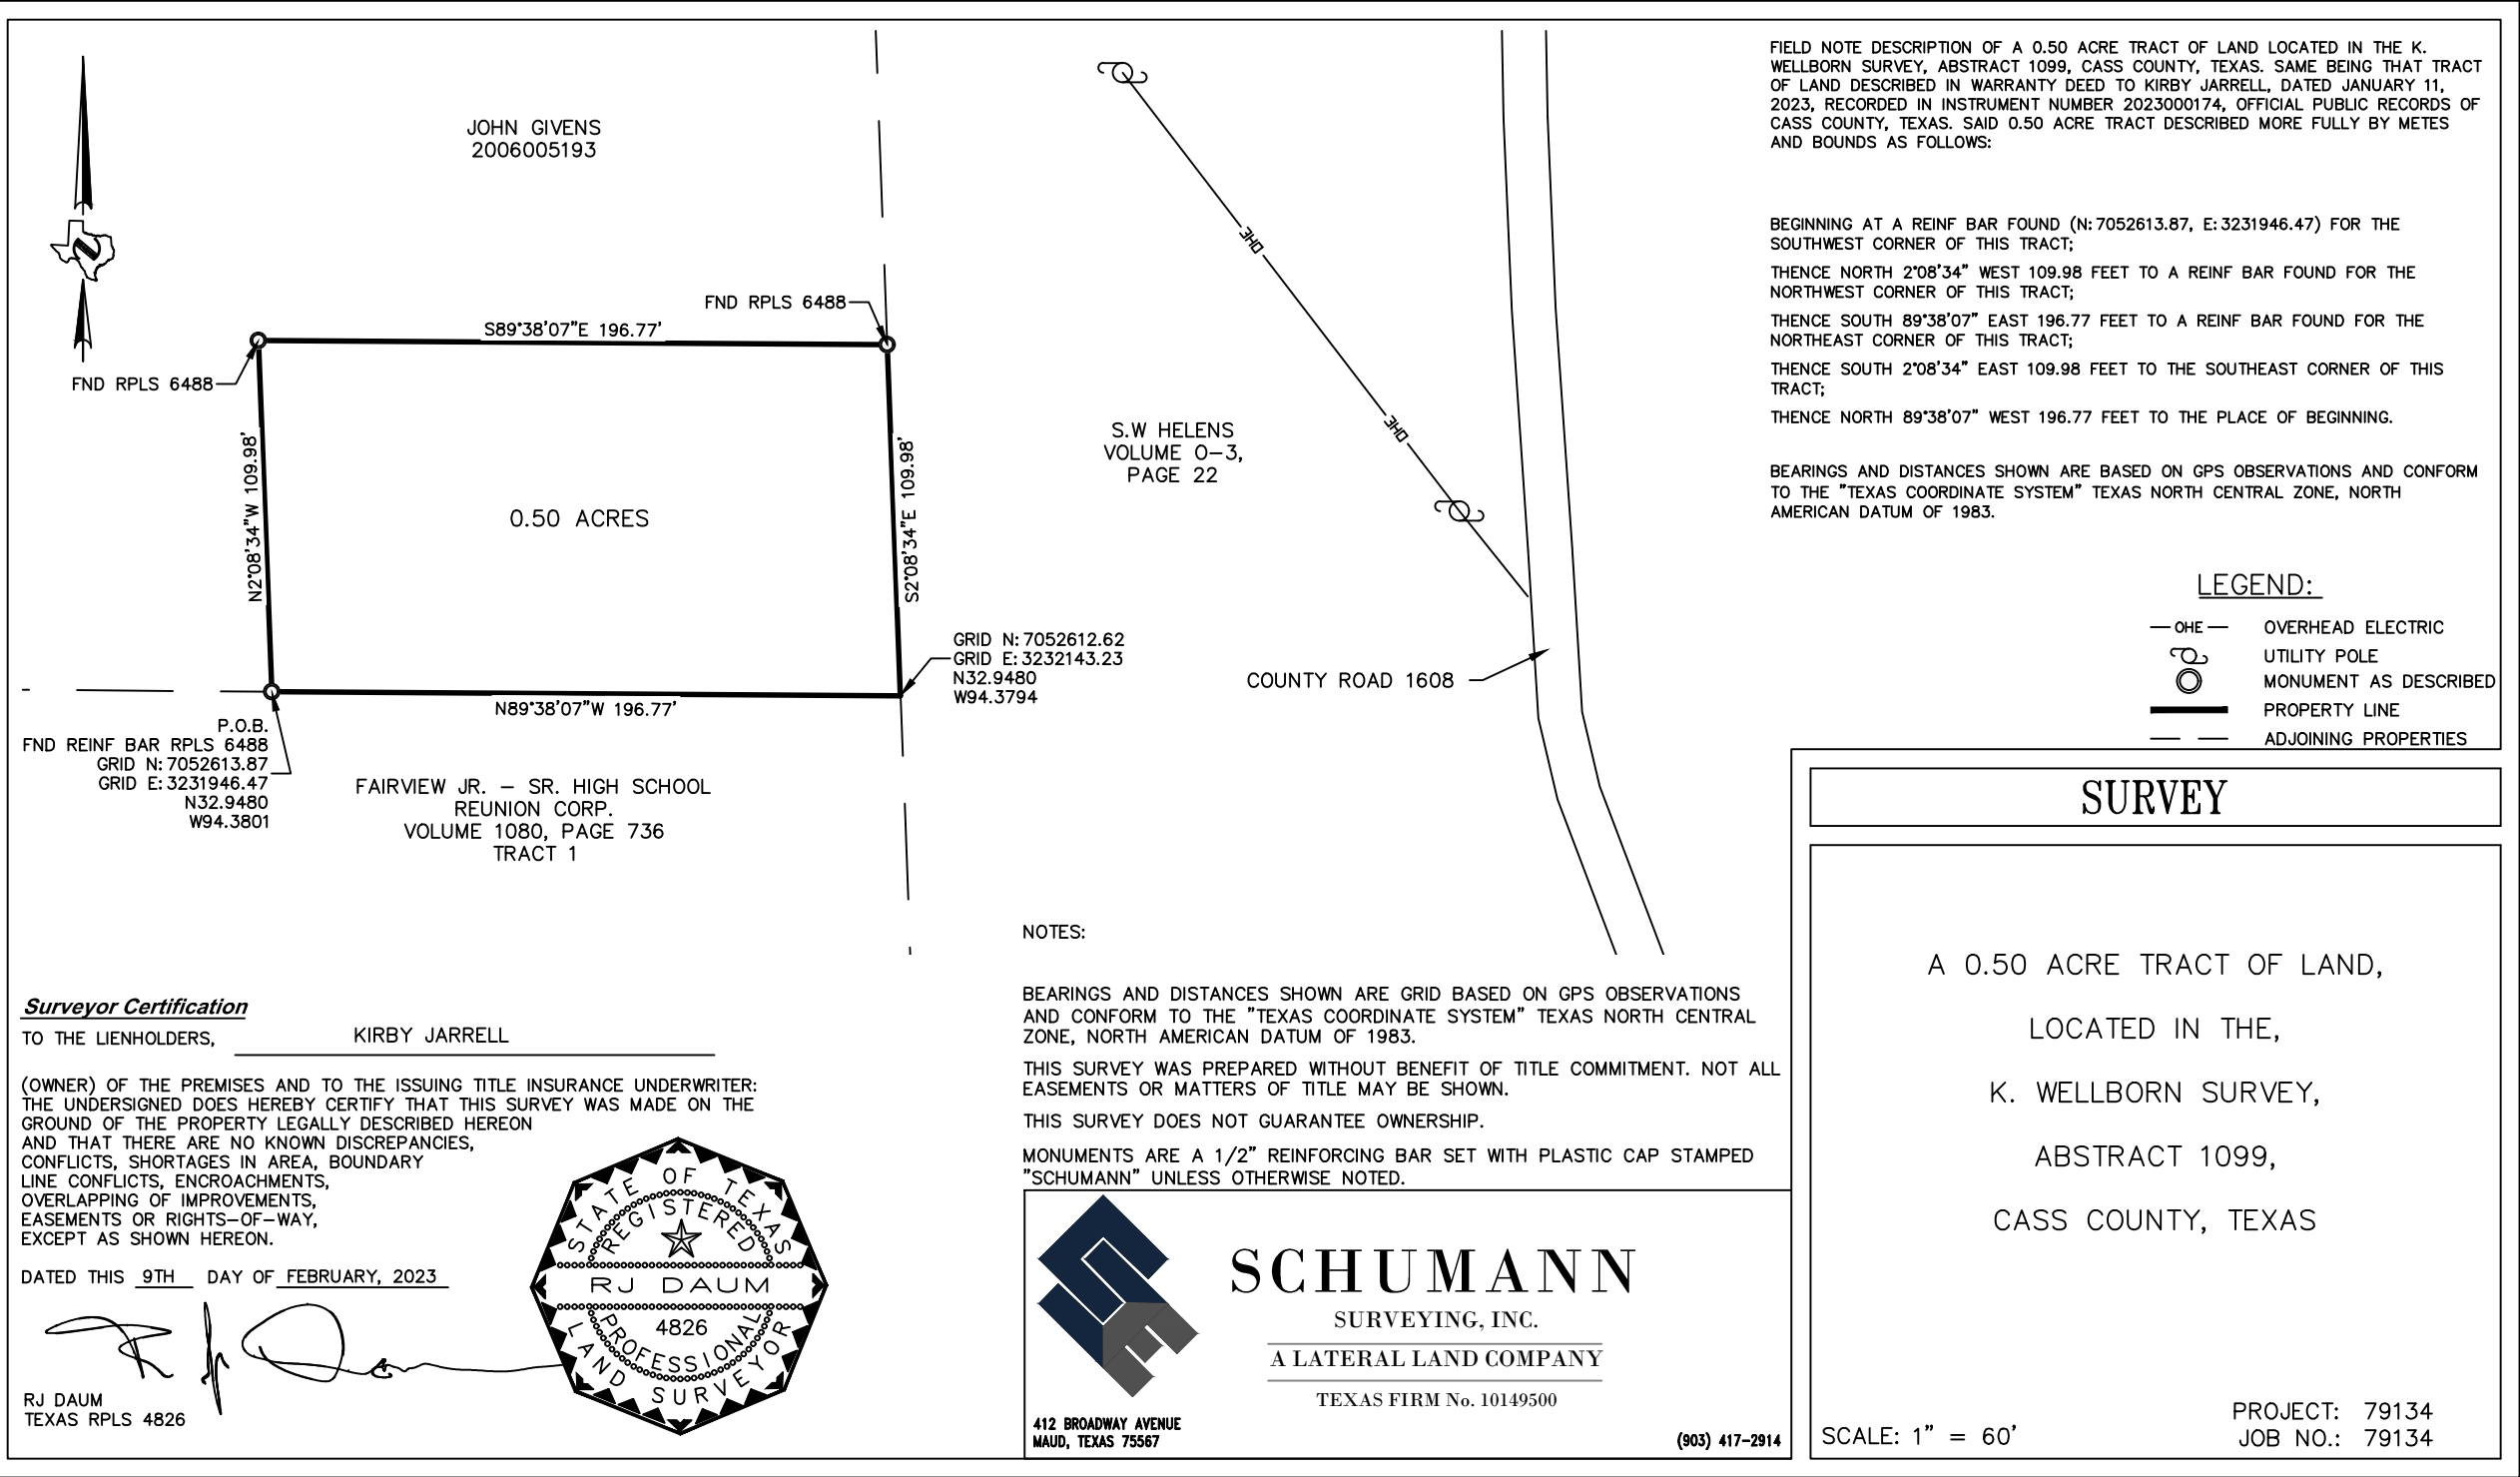 JOHN GIVENS
2006005193
FND RPLS 6488
S89°38'07"E 196.77'
FND RPLS 6488
N2°08'34"W 109.98'
0.50 ACRES
S2°08'34"E 109.98'
GRID N: 7052612.62
GRID E: 3232143.23
N32.9480
W94.3794
N89°38'07"W 196.77'
P.O.B.
FND REINF BAR RPLS 6488
GRID N: 7052613.87
GRID E: 3231946.47
N32.9480
W94.3801
FAIRVIEW JR. – SR. HIGH SCHOOL
REUNION CORP.
VOLUME 1080, PAGE 736
TRACT 1
OHE
OHE
S.W HELENS
VOLUME O–3,
PAGE 22
COUNTY ROAD 1608
FIELD NOTE DESCRIPTION OF A 0.50 ACRE TRACT OF LAND LOCATED IN THE K.
WELLBORN SURVEY, ABSTRACT 1099, CASS COUNTY, TEXAS. SAME BEING THAT TRACT
OF LAND DESCRIBED IN WARRANTY DEED TO KIRBY JARRELL, DATED JANUARY 11,
2023, RECORDED IN INSTRUMENT NUMBER 2023000174, OFFICIAL PUBLIC RECORDS OF
CASS COUNTY, TEXAS. SAID 0.50 ACRE TRACT DESCRIBED MORE FULLY BY METES
AND BOUNDS AS FOLLOWS:
BEGINNING AT A REINF BAR FOUND (N: 7052613.87, E: 3231946.47) FOR THE
SOUTHWEST CORNER OF THIS TRACT;
THENCE NORTH 2°08'34" WEST 109.98 FEET TO A REINF BAR FOUND FOR THE
NORTHWEST CORNER OF THIS TRACT;
THENCE SOUTH 89°38'07" EAST 196.77 FEET TO A REINF BAR FOUND FOR THE
NORTHEAST CORNER OF THIS TRACT;
THENCE SOUTH 2°08'34" EAST 109.98 FEET TO THE SOUTHEAST CORNER OF THIS
TRACT;
THENCE NORTH 89°38'07" WEST 196.77 FEET TO THE PLACE OF BEGINNING.
BEARINGS AND DISTANCES SHOWN ARE BASED ON GPS OBSERVATIONS AND CONFORM
TO THE "TEXAS COORDINATE SYSTEM" TEXAS NORTH CENTRAL ZONE, NORTH
AMERICAN DATUM OF 1983.
LEGEND:
OHE OVERHEAD ELECTRIC
UTILITY POLE
MONUMENT AS DESCRIBED
PROPERTY LINE
ADJOINING PROPERTIES
SURVEY
A 0.50 ACRE TRACT OF LAND,
LOCATED IN THE,
K. WELLBORN SURVEY,
ABSTRACT 1099,
CASS COUNTY, TEXAS
SCALE: 1" = 60'
PROJECT: 79134
JOB NO.: 79134
NOTES:
BEARINGS AND DISTANCES SHOWN ARE GRID BASED ON GPS OBSERVATIONS
AND CONFORM TO THE "TEXAS COORDINATE SYSTEM" TEXAS NORTH CENTRAL
ZONE, NORTH AMERICAN DATUM OF 1983.
THIS SURVEY WAS PREPARED WITHOUT BENEFIT OF TITLE COMMITMENT. NOT ALL
EASEMENTS OR MATTERS OF TITLE MAY BE SHOWN.
THIS SURVEY DOES NOT GUARANTEE OWNERSHIP.
MONUMENTS ARE A 1/2" REINFORCING BAR SET WITH PLASTIC CAP STAMPED
"SCHUMANN" UNLESS OTHERWISE NOTED.
SCHUMANN
SURVEYING, INC.
A LATERAL LAND COMPANY
TEXAS FIRM No. 10149500
412 BROADWAY AVENUE
MAUD, TEXAS 75567
(903) 417-2914
Surveyor Certification
TO THE LIENHOLDERS, KIRBY JARRELL
(OWNER) OF THE PREMISES AND TO THE ISSUING TITLE INSURANCE UNDERWRITER:
THE UNDERSIGNED DOES HEREBY CERTIFY THAT THIS SURVEY WAS MADE ON THE
GROUND OF THE PROPERTY LEGALLY DESCRIBED HEREON
AND THAT THERE ARE NO KNOWN DISCREPANCIES,
CONFLICTS, SHORTAGES IN AREA, BOUNDARY
LINE CONFLICTS, ENCROACHMENTS,
OVERLAPPING OF IMPROVEMENTS,
EASEMENTS OR RIGHTS–OF–WAY,
EXCEPT AS SHOWN HEREON.
DATED THIS 9TH DAY OF FEBRUARY, 2023
RJ DAUM
TEXAS RPLS 4826
STATE OF TEXAS
REGISTERED
RJ DAUM
4826
PROFESSIONAL
LAND SURVEYOR